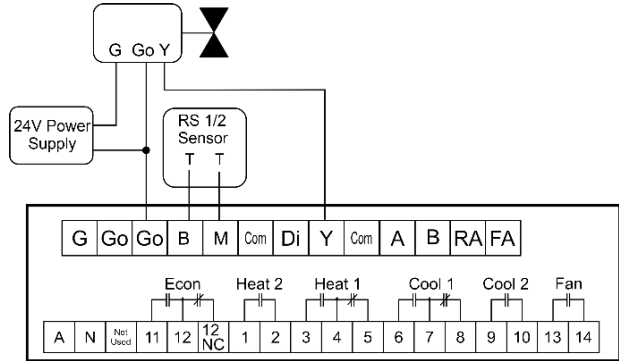 G Go Y
24V Power
Supply
RS 1/2
Sensor
T T
G Go Go B M Com Di Y Com A B RA FA
Econ Heat 2 Heat 1 Cool 1 Cool 2 Fan
A N Not Used 11 12 12 NC 1 2 3 4 5 6 7 8 9 10 13 14